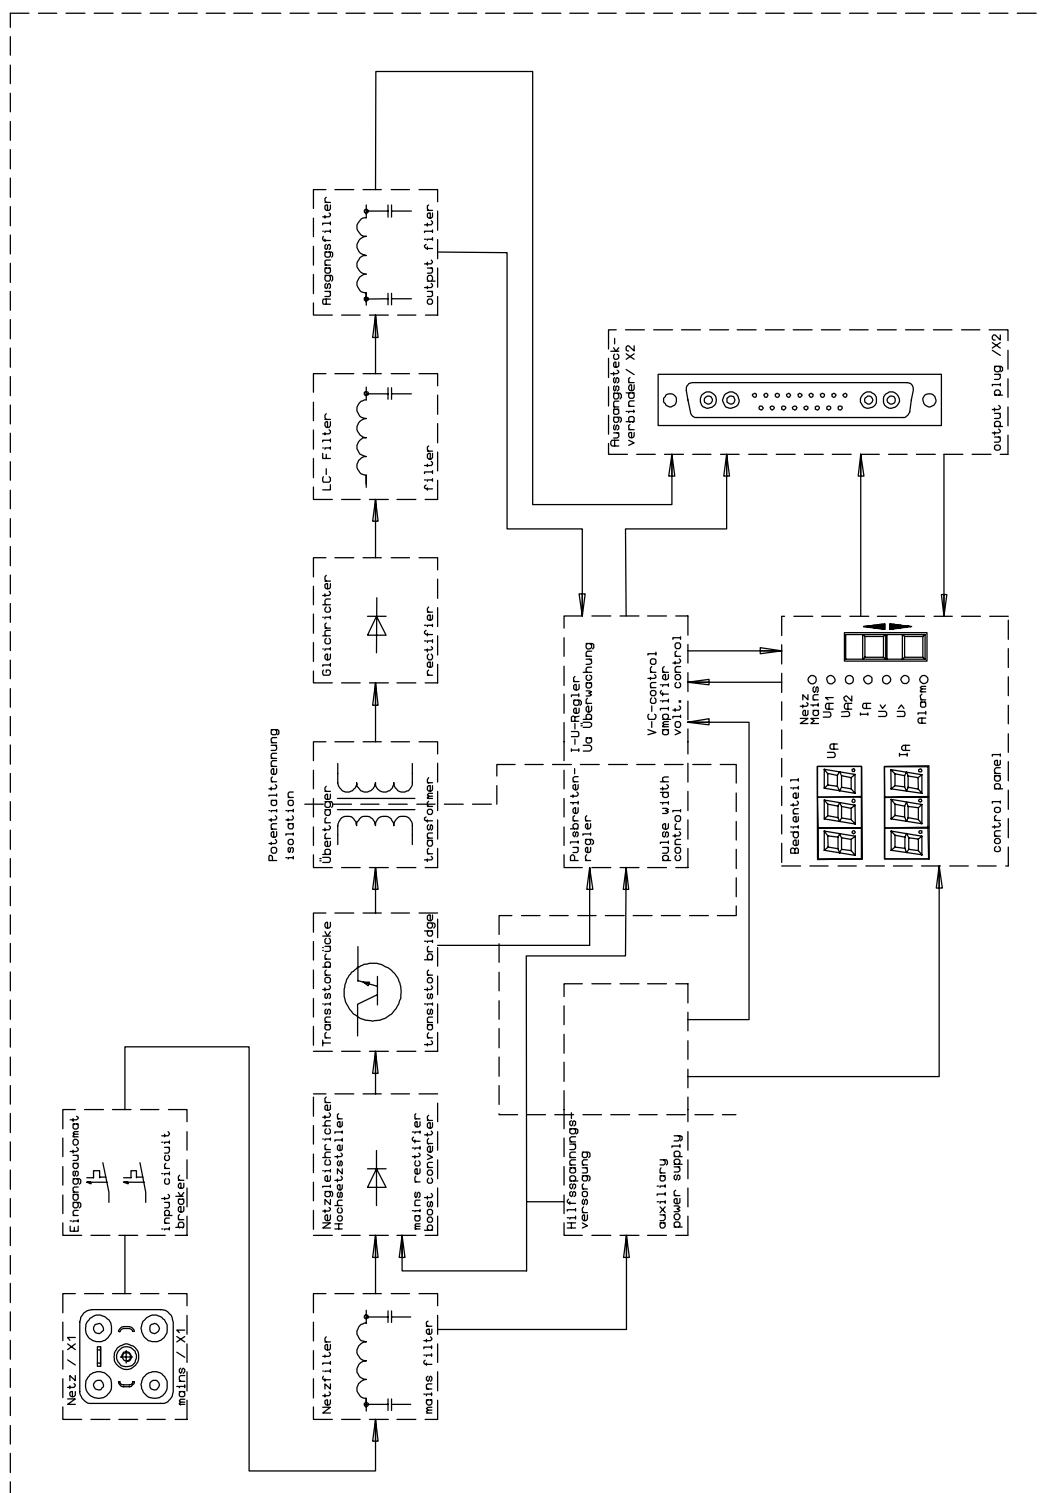 Netz / X1
mains / X1
Eingangsautomat
input circuit
breaker
Netzfilter
mains filter
Netzgleichrichter
Hochsetzsteller
mains rectifier
boost converter
Transistorbrücke
transistor bridge
Potentialtrennung
isolation
Übertrager
transformer
Gleichrichter
rectifier
LC- Filter
filter
Ausgangsfilter
output filter
Hilfsspannungs-
versorgung
auxiliary
power supply
Pulsbreiten-
regler
pulse width
control
I-U-Regler
Ua Überwachung
V-C-control
amplifier
volt. control
Bedienteil
UA
IA
Netz
Mains
UA1
UA2
IA
U<
U>
Alarm
control panel
Ausgangssteck-
verbinder/ X2
output plug /X2